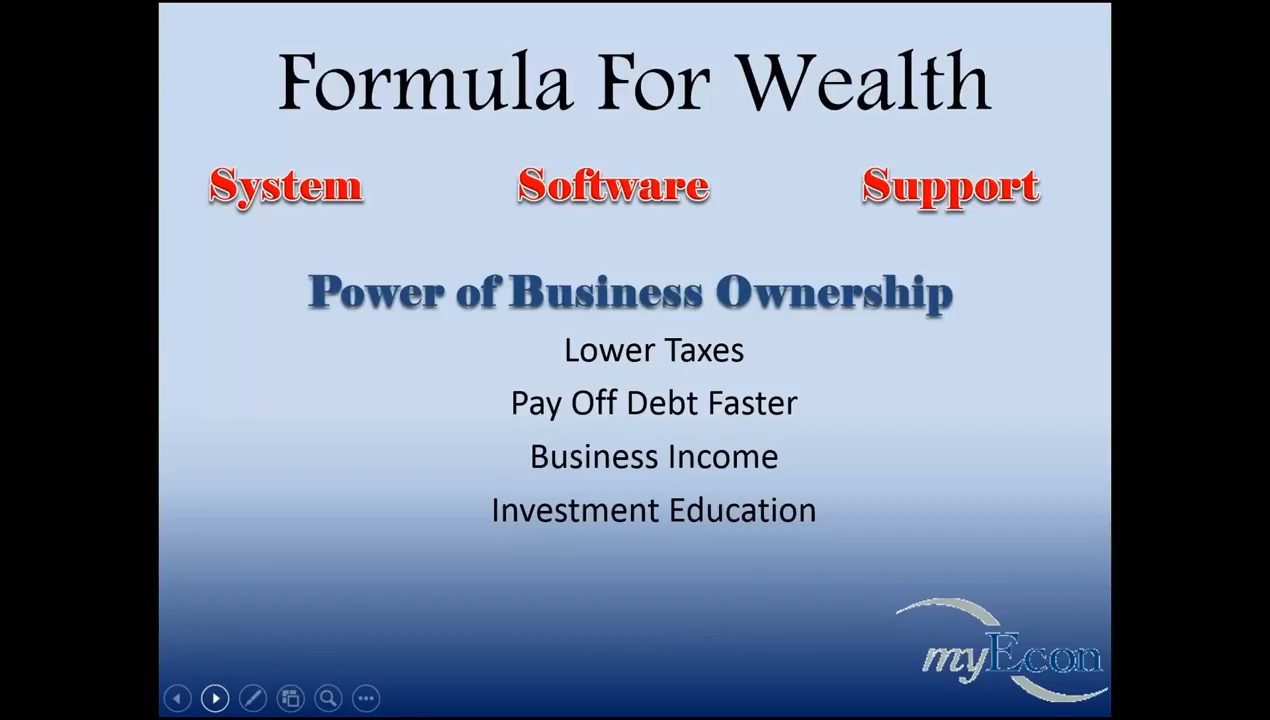 Formula For Wealth
System Software Support
Power of Business Ownership
Lower Taxes
Pay Off Debt Faster
Business Income
Investment Education
myEcon